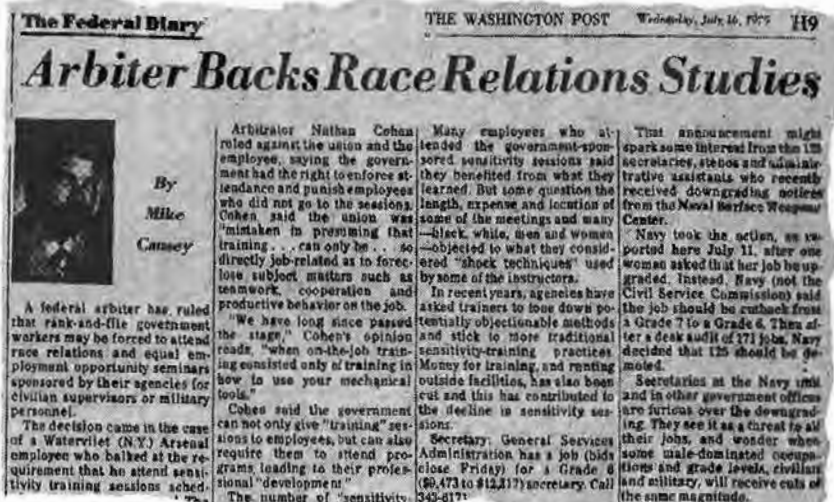 The Federal Diary
THE WASHINGTON POST Wednesday, July 16, 1975 H9
Arbiter Backs Race Relations Studies
By
Mike
Causey
A federal arbiter has ruled
that rank-and-file government
workers may be forced to attend
race relations and equal em-
ployment opportunity seminars
sponsored by their agencies for
civilian supervisors or military
personnel.
The decision came in the case
of a Watervliet (N.Y.) Arsenal
employee who balked at the re-
quirement that he attend sensi-
tivity training sessions sched-
Arbitrator Nathan Cohen
ruled against the union and the
employee, saying the govern-
ment had the right to enforce at-
tendance and punish employees
who did not go to the sessions.
Cohen said the union was
"mistaken in presuming that
training . . . can only be . . . so
directly job-related as to forec-
lose subject matters such as
teamwork, cooperation and
productive behavior on the job.
"We have long since passed
the stage," Cohen's opinion
reads, "when on-the-job train-
ing consisted only of training in
how to use your mechanical
tools."
Cohen said the government
can not only give "training" ses-
sions to employees, but can also
require them to attend pro-
grams leading to their profes-
sional "development."
The number of "sensitivity-
Many employees who at-
tended the government-spon-
sored sensitivity sessions said
they benefited from what they
learned. But some question the
length, expense and location of
some of the meetings and many
—black, white, men and women
—objected to what they consid-
ered "shock techniques" used
by some of the instructors.
In recent years, agencies have
asked trainers to tone down po-
tentially objectionable methods
and stick to more traditional
sensitivity-training practices.
Money for training, and renting
outside facilities, has also been
cut and this has contributed to
the decline in sensitivity ses-
sions.
Secretary: General Services
Administration has a job (bids
close Friday) for a Grade 6
($9,473 to $12,317) secretary. Call
343-6171
That announcement might
spark some interest from the 125
secretaries, stenos and adminis-
trative assistants who recently
received downgrading notices
from the Naval Surface Weapons
Center.
Navy took the action, as re-
ported here July 11, after one
woman asked that her job be up-
graded. Instead, Navy (not the
Civil Service Commission) said
the job should be cutback from
a Grade 7 to a Grade 6. Then af-
ter a desk audit of 171 jobs, Navy
decided that 125 should be de-
moted.
Secretaries at the Navy unit
and in other government offices
are furious over the downgrad-
ing. They see it as a threat to all
their jobs, and wonder when
some male-dominated occupa-
tions and grade levels, civilian
and military, will receive cuts of
the same magnitude.